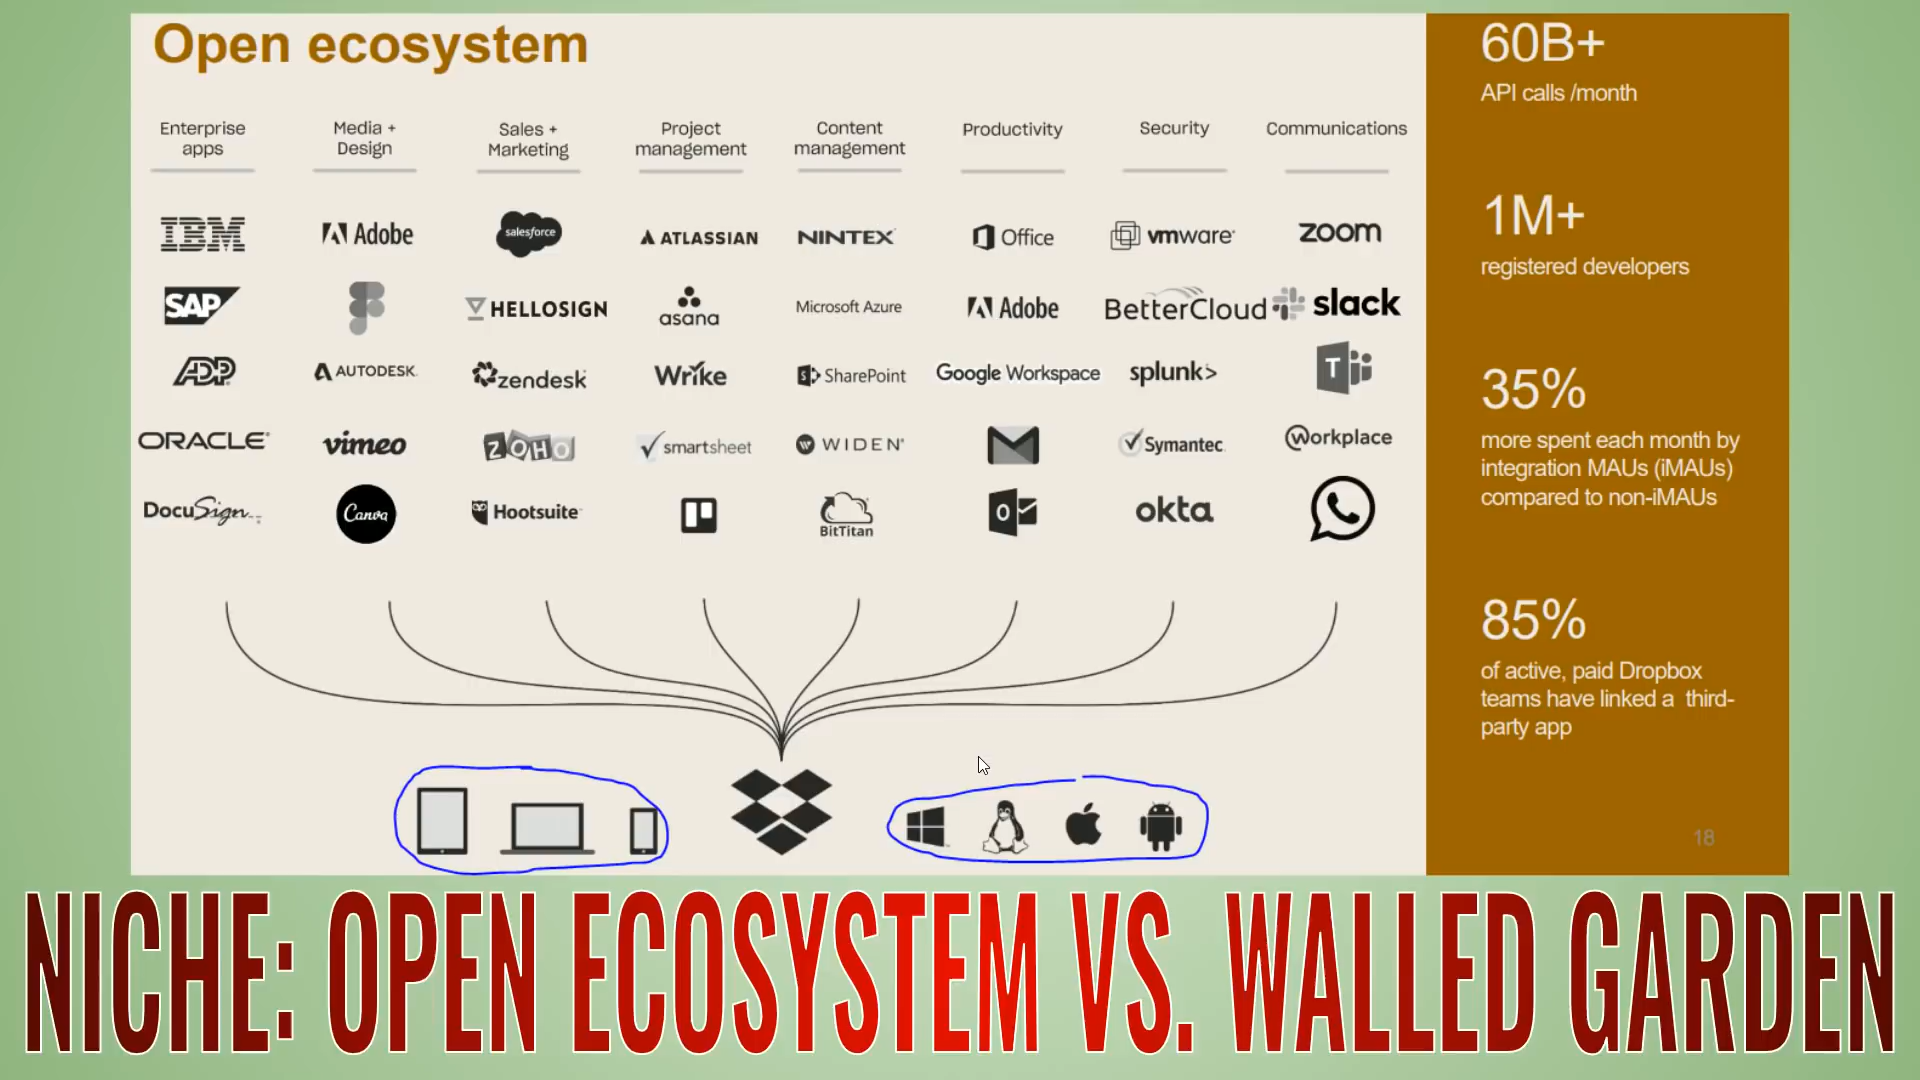 Open ecosystem
Enterprise
apps
Media +
Design
Sales +
Marketing
Project
management
Content
management
Productivity
Security
Communications
IBM
Adobe
salesforce
ATLASSIAN
NINTEX
Office
vmware
zoom
SAP
HELLOSIGN
asana
Microsoft Azure
Adobe
BetterCloud
slack
ADP
AUTODESK
zendesk
Wrike
S
SharePoint
Google Workspace
splunk>
T
ORACLE
vimeo
ZOHO
smartsheet
W
WIDEN
Symantec
workplace
DocuSign
Canva
Hootsuite
BitTitan
O
okta
60B+
API calls /month
1M+
registered developers
35%
more spent each month by
integration MAUs (iMAUs)
compared to non-iMAUs
85%
of active, paid Dropbox
teams have linked a third-
party app
18
NICHE: OPEN ECOSYSTEM VS. WALLED GARDEN